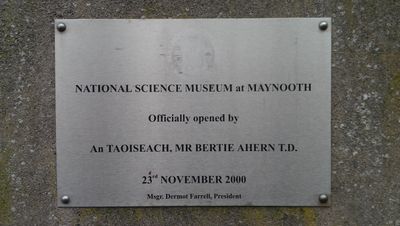 NATIONAL SCIENCE MUSEUM at MAYNOOTH
Officially opened by
An TAOISEACH, MR BERTIE AHERN T.D.
23rd NOVEMBER 2000
Msgr. Dermot Farrell, President